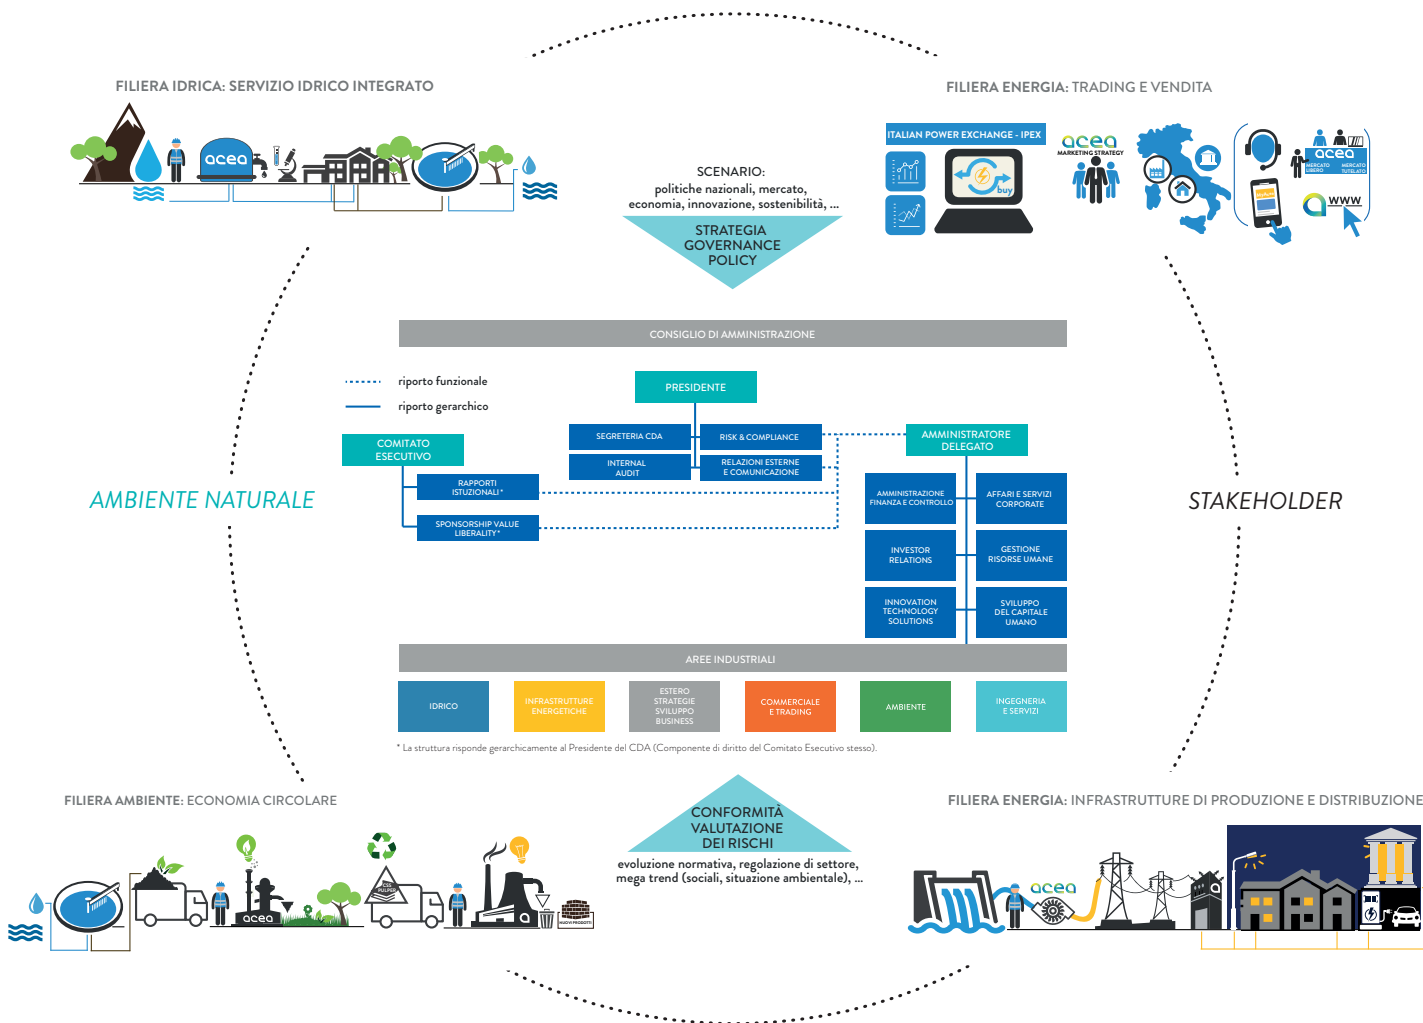 FILIERA IDRICA: SERVIZIO IDRICO INTEGRATO
acea
FILIERA ENERGIA: TRADING E VENDITA
ITALIAN POWER EXCHANGE - IPEX
buy
acea
MARKETING STRATEGY
acea
MERCATO
LIBERO
MERCATO
TUTELATO
www
SCENARIO:
politiche nazionali, mercato,
economia, innovazione, sostenibilità, ...
STRATEGIA
GOVERNANCE
POLICY
CONSIGLIO DI AMMINISTRAZIONE
riporto funzionale
riporto gerarchico
PRESIDENTE
SEGRETERIA CDA
RISK & COMPLIANCE
INTERNAL
AUDIT
RELAZIONI ESTERNE
E COMUNICAZIONE
COMITATO
ESECUTIVO
RAPPORTI
ISTUZIONALI*
SPONSORSHIP VALUE
LIBERALITY*
AMMINISTRATORE
DELEGATO
AMMINISTRAZIONE
FINANZA E CONTROLLO
AFFARI E SERVIZI
CORPORATE
INVESTOR
RELATIONS
GESTIONE
RISORSE UMANE
INNOVATION
TECHNOLOGY
SOLUTIONS
SVILUPPO
DEL CAPITALE
UMANO
AMBIENTE NATURALE
STAKEHOLDER
AREE INDUSTRIALI
IDRICO
INFRASTRUTTURE
ENERGETICHE
ESTERO
STRATEGIE
SVILUPPO
BUSINESS
COMMERCIALE
E TRADING
AMBIENTE
INGEGNERIA
E SERVIZI
* La struttura risponde gerarchicamente al Presidente del CDA (Componente di diritto del Comitato Esecutivo stesso).
CONFORMITÀ
VALUTAZIONE
DEI RISCHI
evoluzione normativa, regolazione di settore,
mega trend (sociali, situazione ambientale), ...
FILIERA AMBIENTE: ECONOMIA CIRCOLARE
acea
CSS
PULPER
NUOVI PRODOTTI
FILIERA ENERGIA: INFRASTRUTTURE DI PRODUZIONE E DISTRIBUZIONE
acea